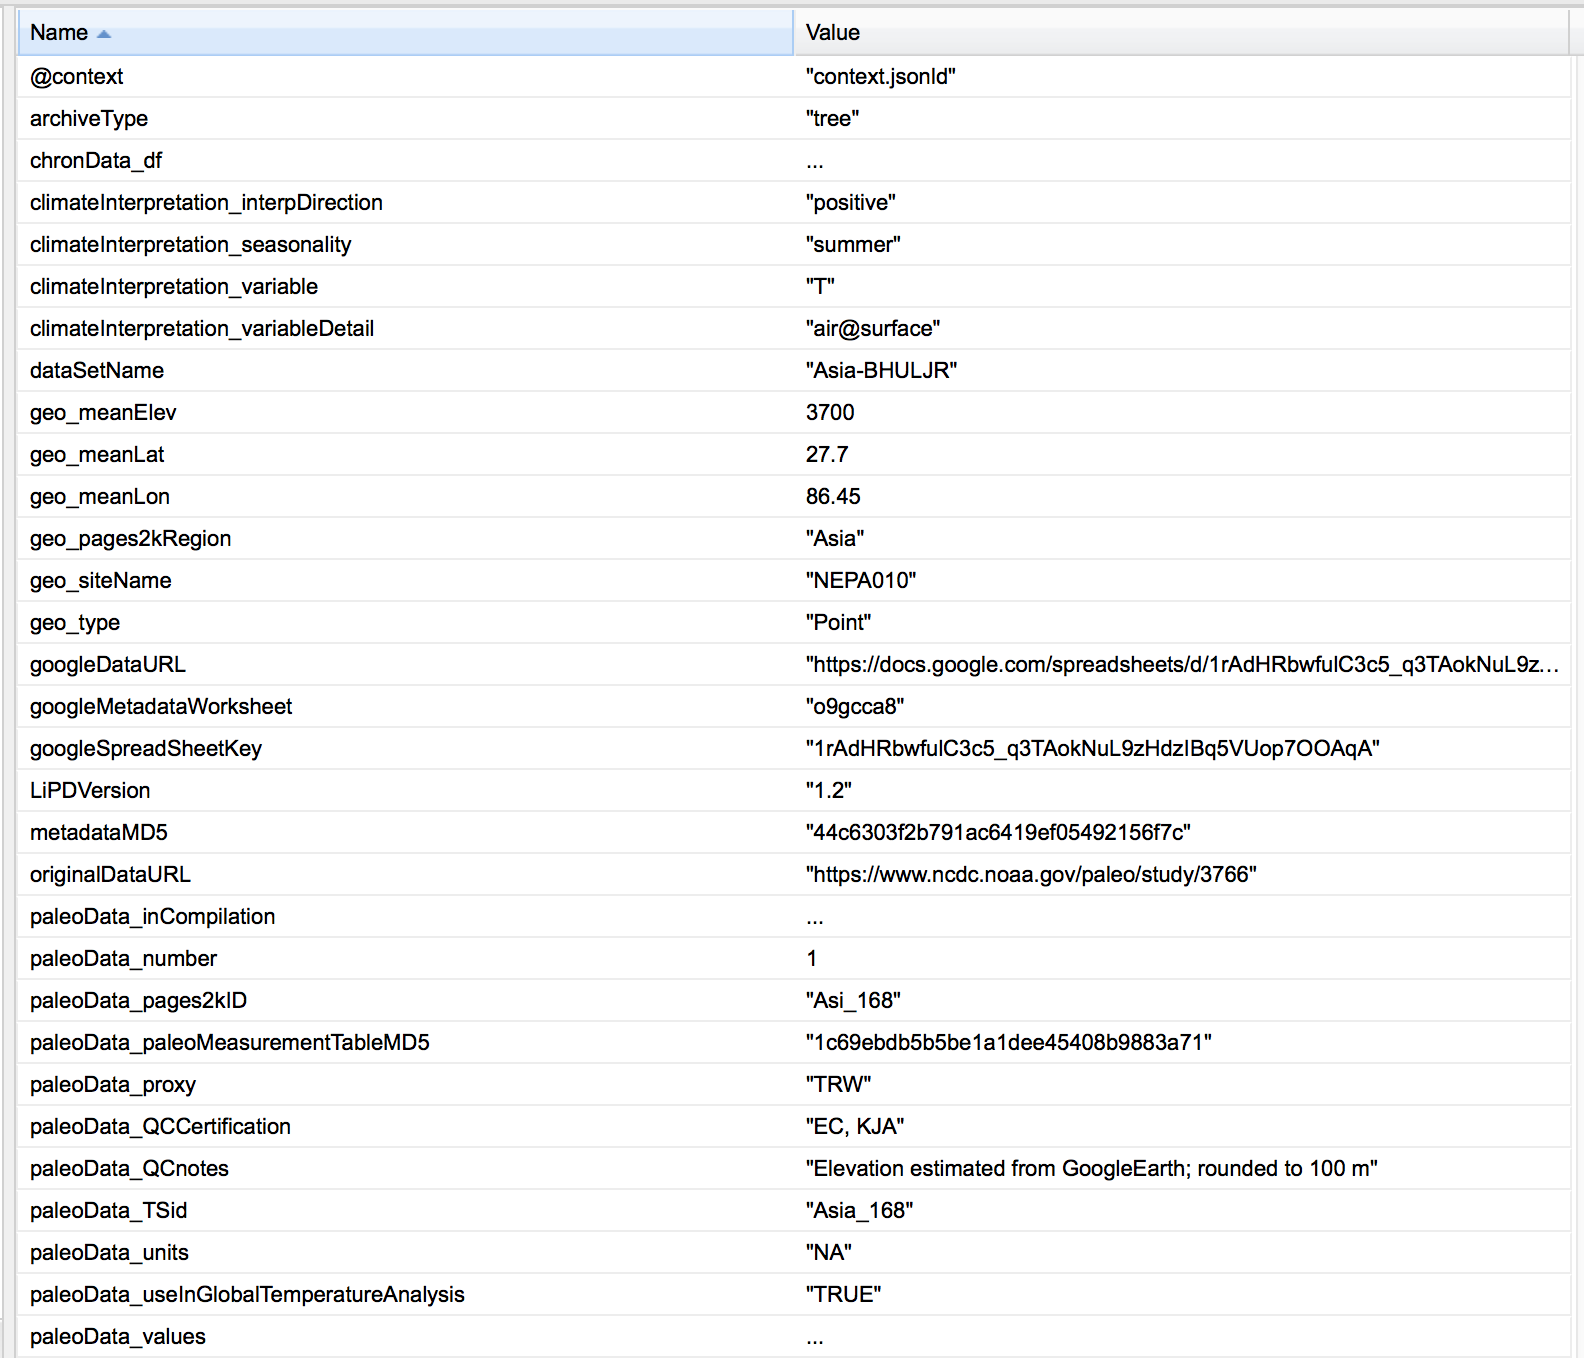 Name Value
@context "context.jsonld"
archiveType "tree"
chronData_df ...
climateInterpretation_interpDirection "positive"
climateInterpretation_seasonality "summer"
climateInterpretation_variable "T"
climateInterpretation_variableDetail "air@surface"
dataSetName "Asia-BHULJR"
geo_meanElev 3700
geo_meanLat 27.7
geo_meanLon 86.45
geo_pages2kRegion "Asia"
geo_siteName "NEPA010"
geo_type "Point"
googleDataURL "https://docs.google.com/spreadsheets/d/1rAdHRbwfulC3c5_q3TAokNuL9z...
googleMetadataWorksheet "o9gcca8"
googleSpreadSheetKey "1rAdHRbwfulC3c5_q3TAokNuL9zHdzIBq5VUop7OOAqA"
LiPDVersion "1.2"
metadataMD5 "44c6303f2b791ac6419ef05492156f7c"
originalDataURL "https://www.ncdc.noaa.gov/paleo/study/3766"
paleoData_inCompilation ...
paleoData_number 1
paleoData_pages2kID "Asi_168"
paleoData_paleoMeasurementTableMD5 "1c69ebdb5b5be1a1dee45408b9883a71"
paleoData_proxy "TRW"
paleoData_QCCertification "EC, KJA"
paleoData_QCnotes "Elevation estimated from GoogleEarth; rounded to 100 m"
paleoData_TSid "Asia_168"
paleoData_units "NA"
paleoData_useInGlobalTemperatureAnalysis "TRUE"
paleoData_values ...